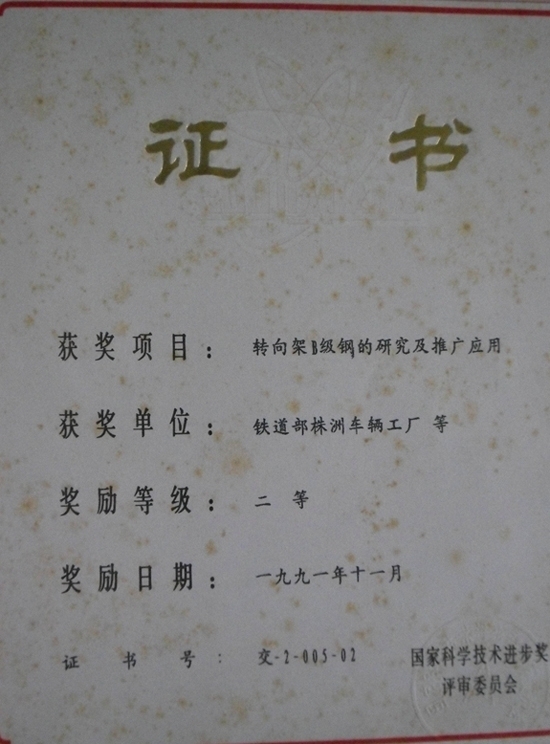 证 书
获奖项目： 转向架B级钢的研究及推广应用
获奖单位： 铁道部株洲车辆工厂 等
奖励等级： 二 等
奖励日期： 一九九一年十一月
证 书 号： 交-2-005-02
国家科学技术进步奖
评审委员会